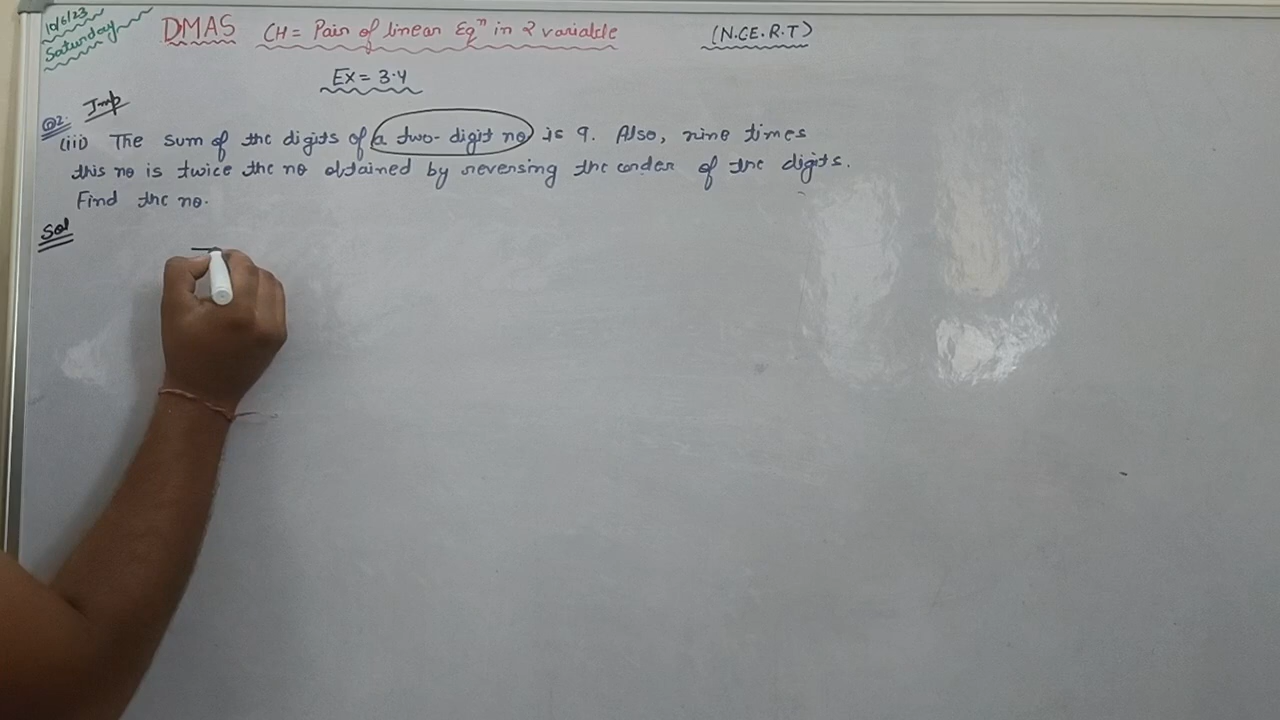 10/6/23
Saturday
DMAS CH = Pair of linear Eqⁿ in 2 variable (N.C.E.R.T)
Ex = 3.4
Imp
Q2.
(iii) The sum of the digits of a two-digit no is 9. Also, nine times
this no is twice the no obtained by reversing the order of the digits.
Find the no.
Sol